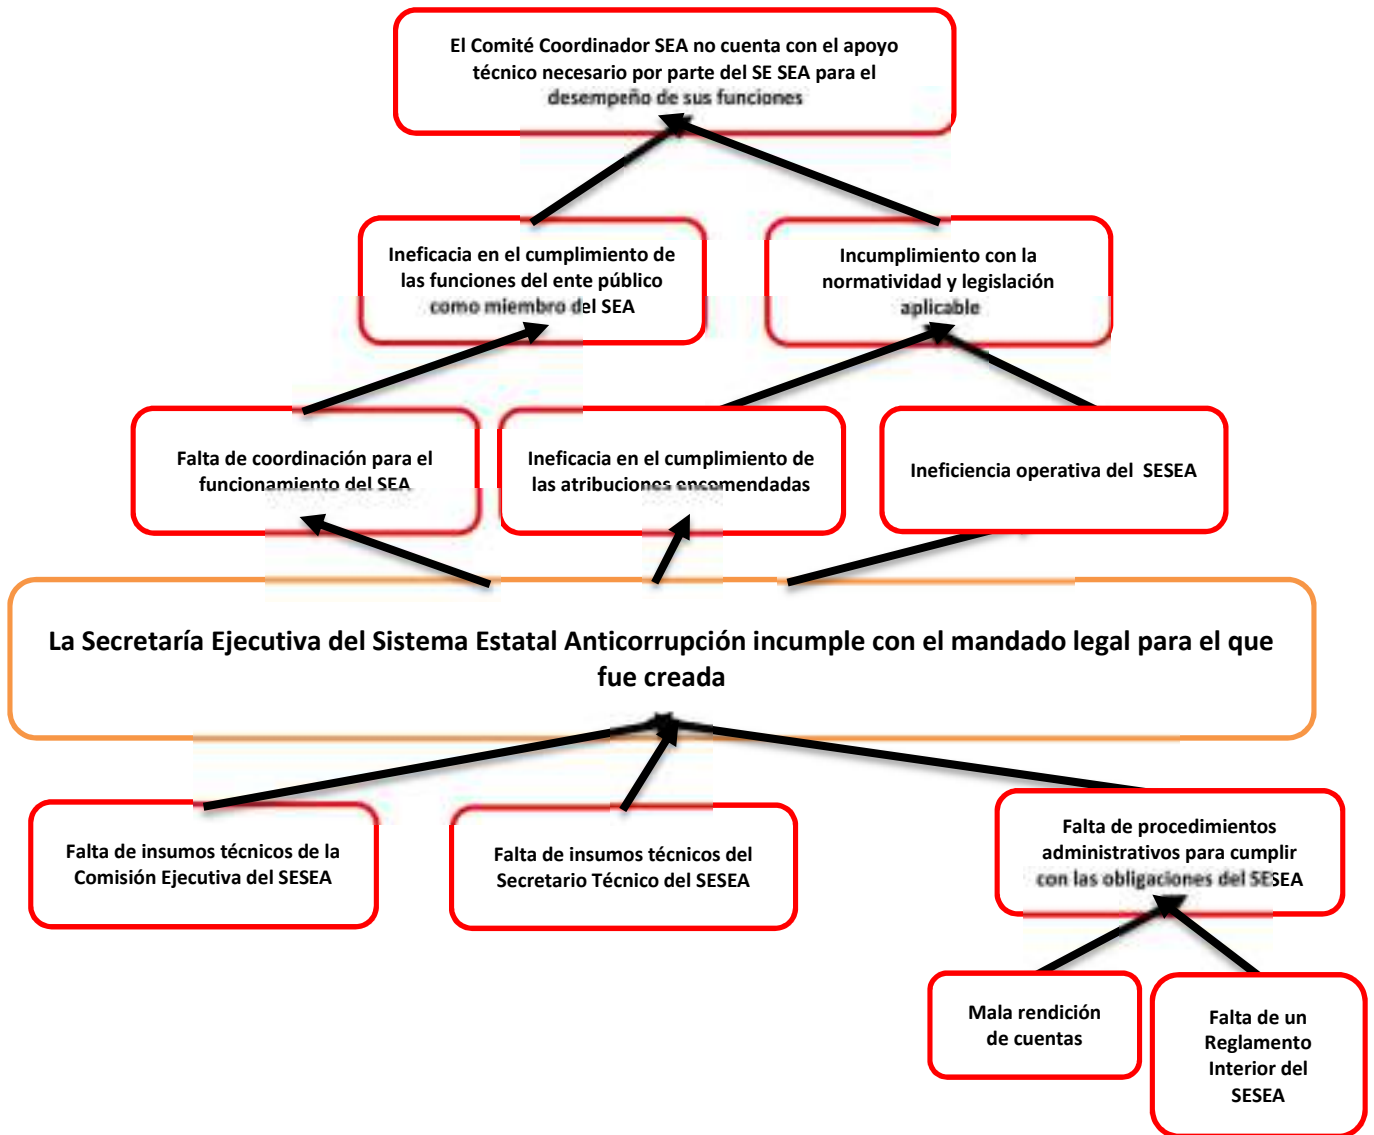 El Comité Coordinador SEA no cuenta con el apoyo
técnico necesario por parte del SE SEA para el
desempeño de sus funciones
Ineficacia en el cumplimiento de
las funciones del ente público
como miembro del SEA
Incumplimiento con la
normatividad y legislación
aplicable
Falta de coordinación para el
funcionamiento del SEA
Ineficacia en el cumplimiento de
las atribuciones encomendadas
Ineficiencia operativa del SESEA
La Secretaría Ejecutiva del Sistema Estatal Anticorrupción incumple con el mandado legal para el que
fue creada
Falta de insumos técnicos de la
Comisión Ejecutiva del SESEA
Falta de insumos técnicos del
Secretario Técnico del SESEA
Falta de procedimientos
administrativos para cumplir
con las obligaciones del SESEA
Mala rendición
de cuentas
Falta de un
Reglamento
Interior del
SESEA